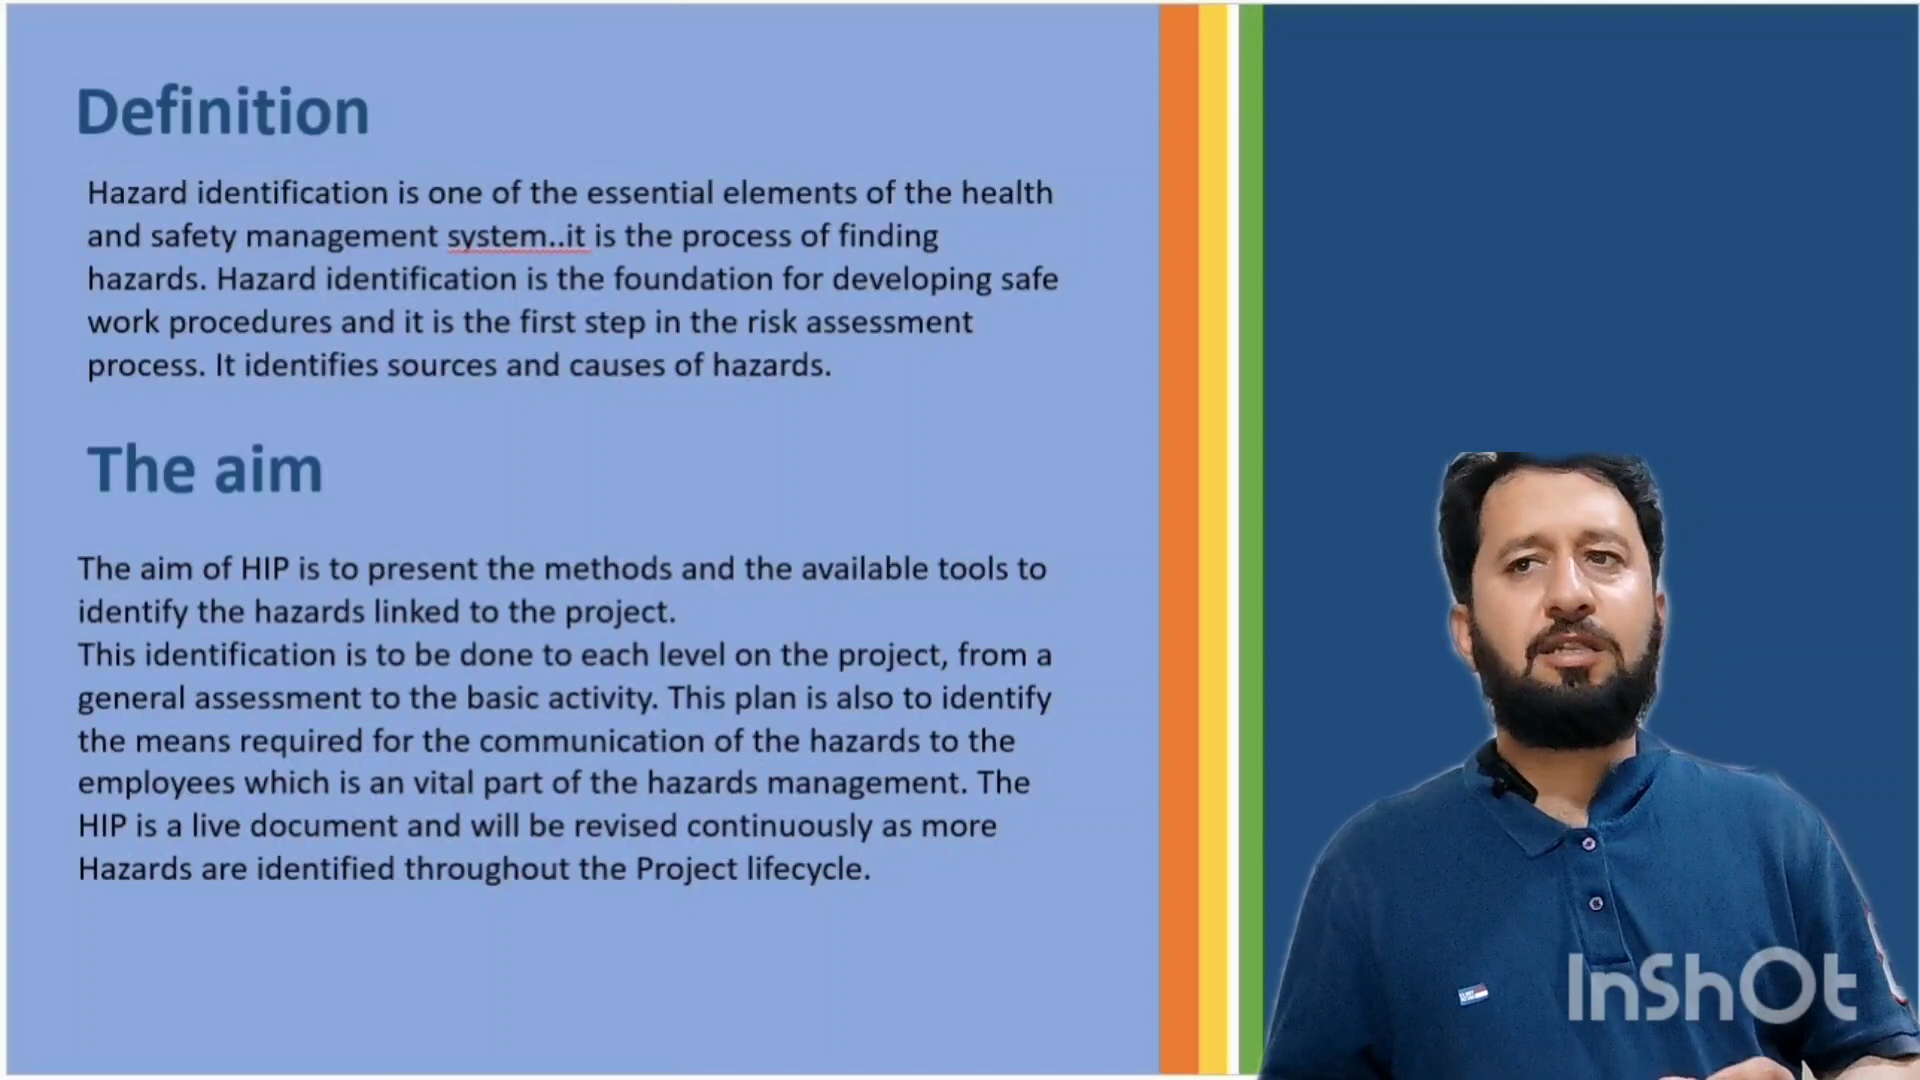 Definition
Hazard identification is one of the essential elements of the health
and safety management system..it is the process of finding
hazards. Hazard identification is the foundation for developing safe
work procedures and it is the first step in the risk assessment
process. It identifies sources and causes of hazards.
The aim
The aim of HIP is to present the methods and the available tools to
identify the hazards linked to the project.
This identification is to be done to each level on the project, from a
general assessment to the basic activity. This plan is also to identify
the means required for the communication of the hazards to the
employees which is an vital part of the hazards management. The
HIP is a live document and will be revised continuously as more
Hazards are identified throughout the Project lifecycle.
InShOt